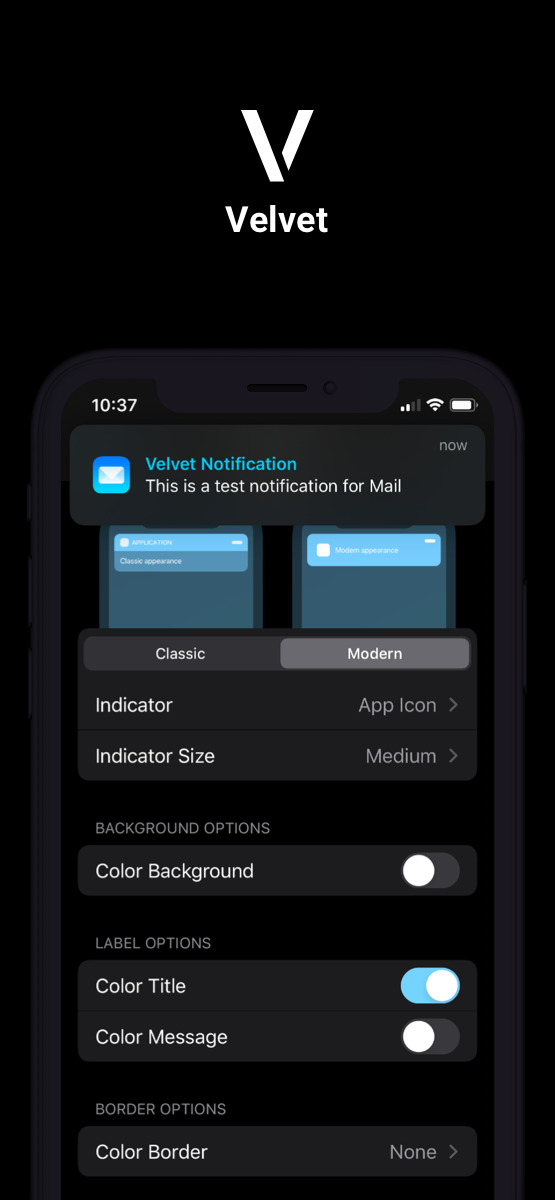 Velvet
10:37
now
Velvet Notification
This is a test notification for Mail
APPLICATION
Classic appearance
Modern appearance
Classic
Modern
Indicator
App Icon
Indicator Size
Medium
BACKGROUND OPTIONS
Color Background
LABEL OPTIONS
Color Title
Color Message
BORDER OPTIONS
Color Border
None